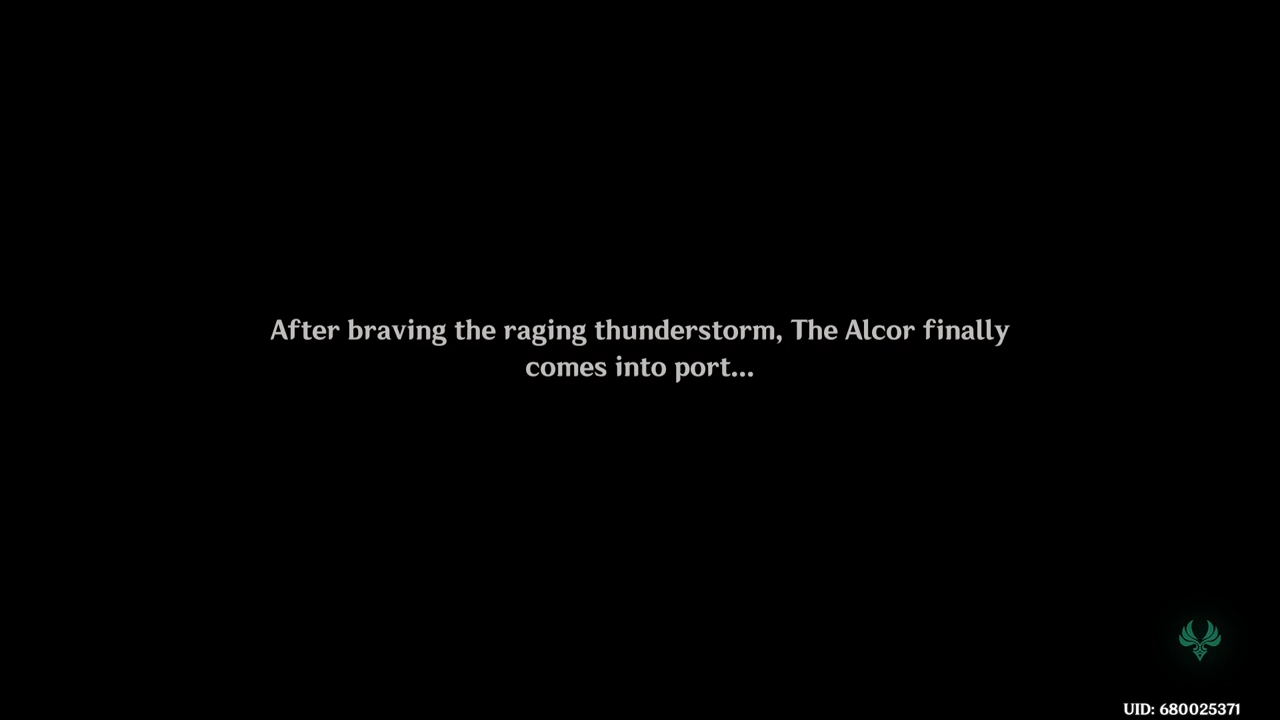 After braving the raging thunderstorm, The Alcor finally
comes into port...
UID: 680025371